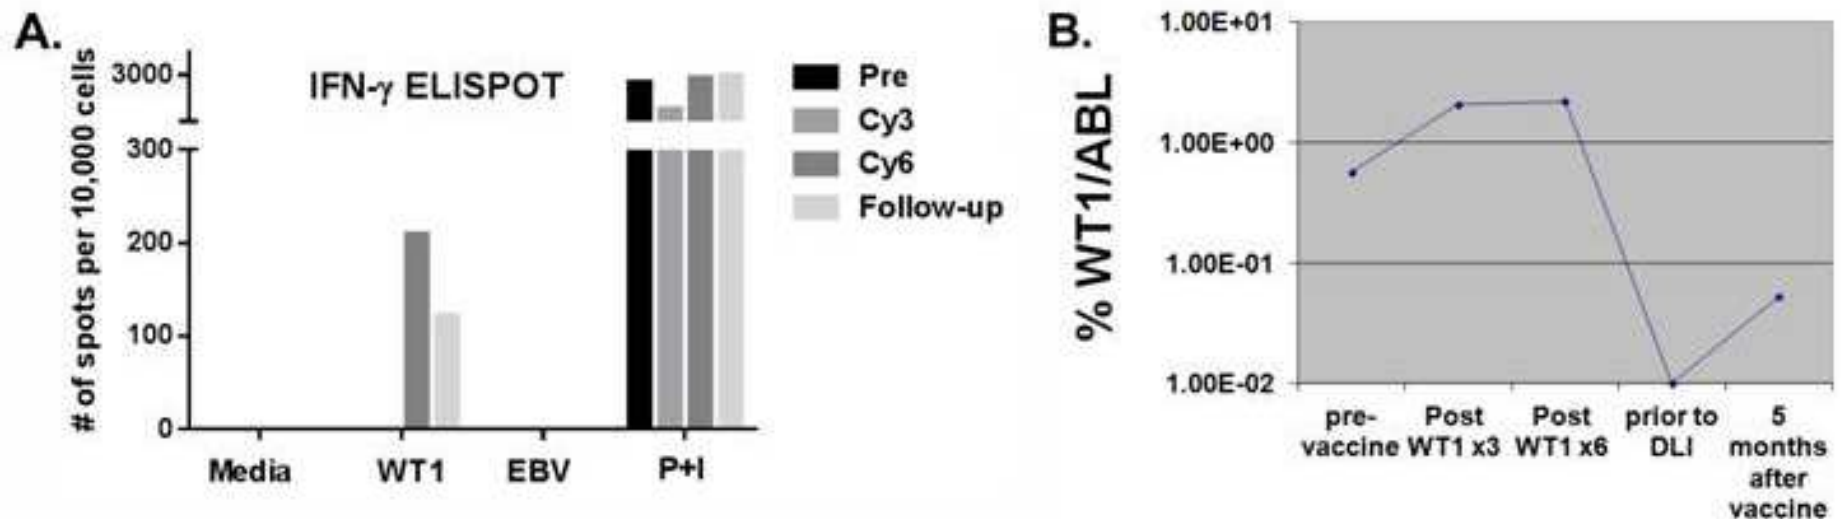 A.
# of spots per 10,000 cells
3000
300
200
100
0
IFN-γ ELISPOT
Media
WT1
EBV
P+I
Pre
Cy3
Cy6
Follow-up
B.
% WT1/ABL
1.00E+01
1.00E+00
1.00E-01
1.00E-02
pre-
vaccine
Post
WT1 x3
Post
WT1 x6
prior to
DLI
5
months
after
vaccine